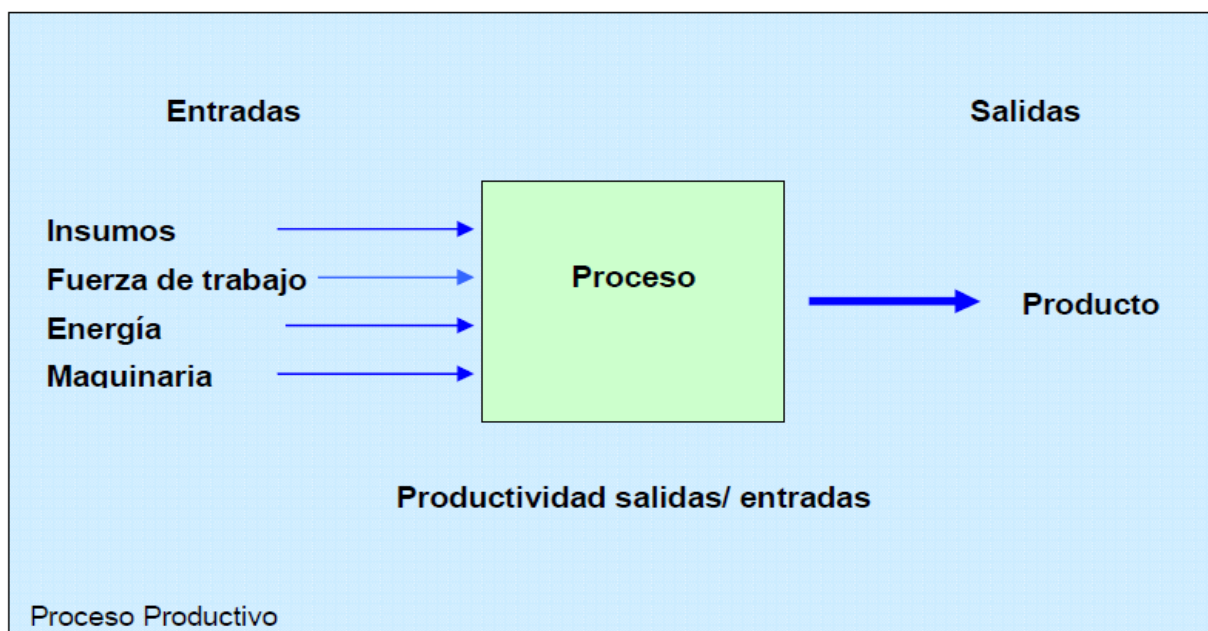 Entradas
Salidas
Insumos
Fuerza de trabajo
Energía
Maquinaria
Proceso
Producto
Productividad salidas/ entradas
Proceso Productivo